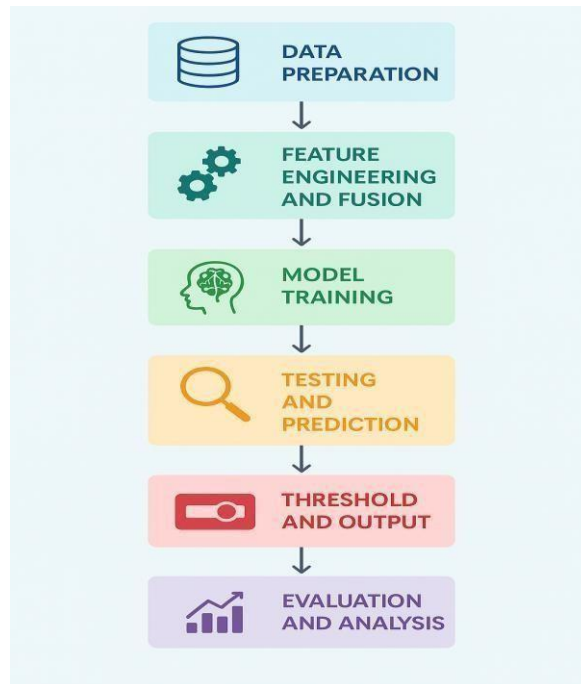 DATA
PREPARATION
FEATURE
ENGINEERING
AND FUSION
MODEL
TRAINING
TESTING
AND
PREDICTION
THRESHOLD
AND OUTPUT
EVALUATION
AND ANALYSIS